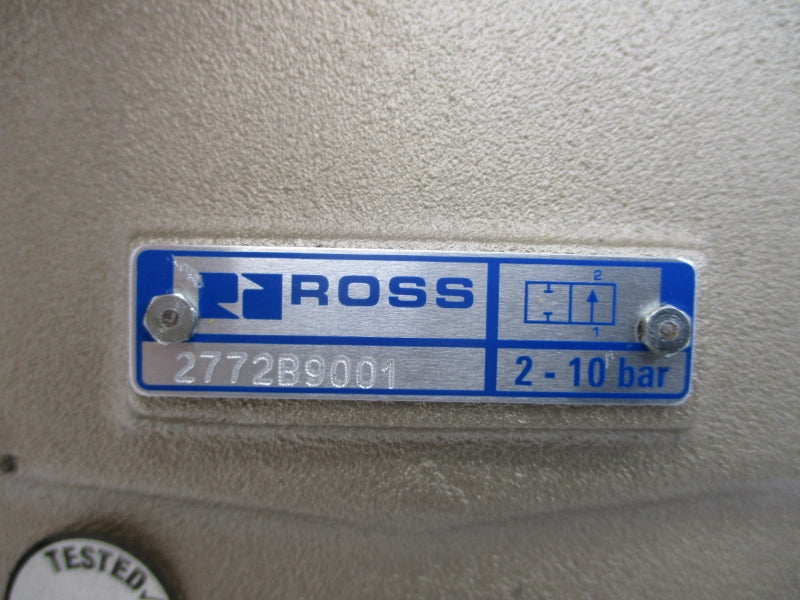 ROSS
2
1
2772B9001
2 - 10 bar
TESTED